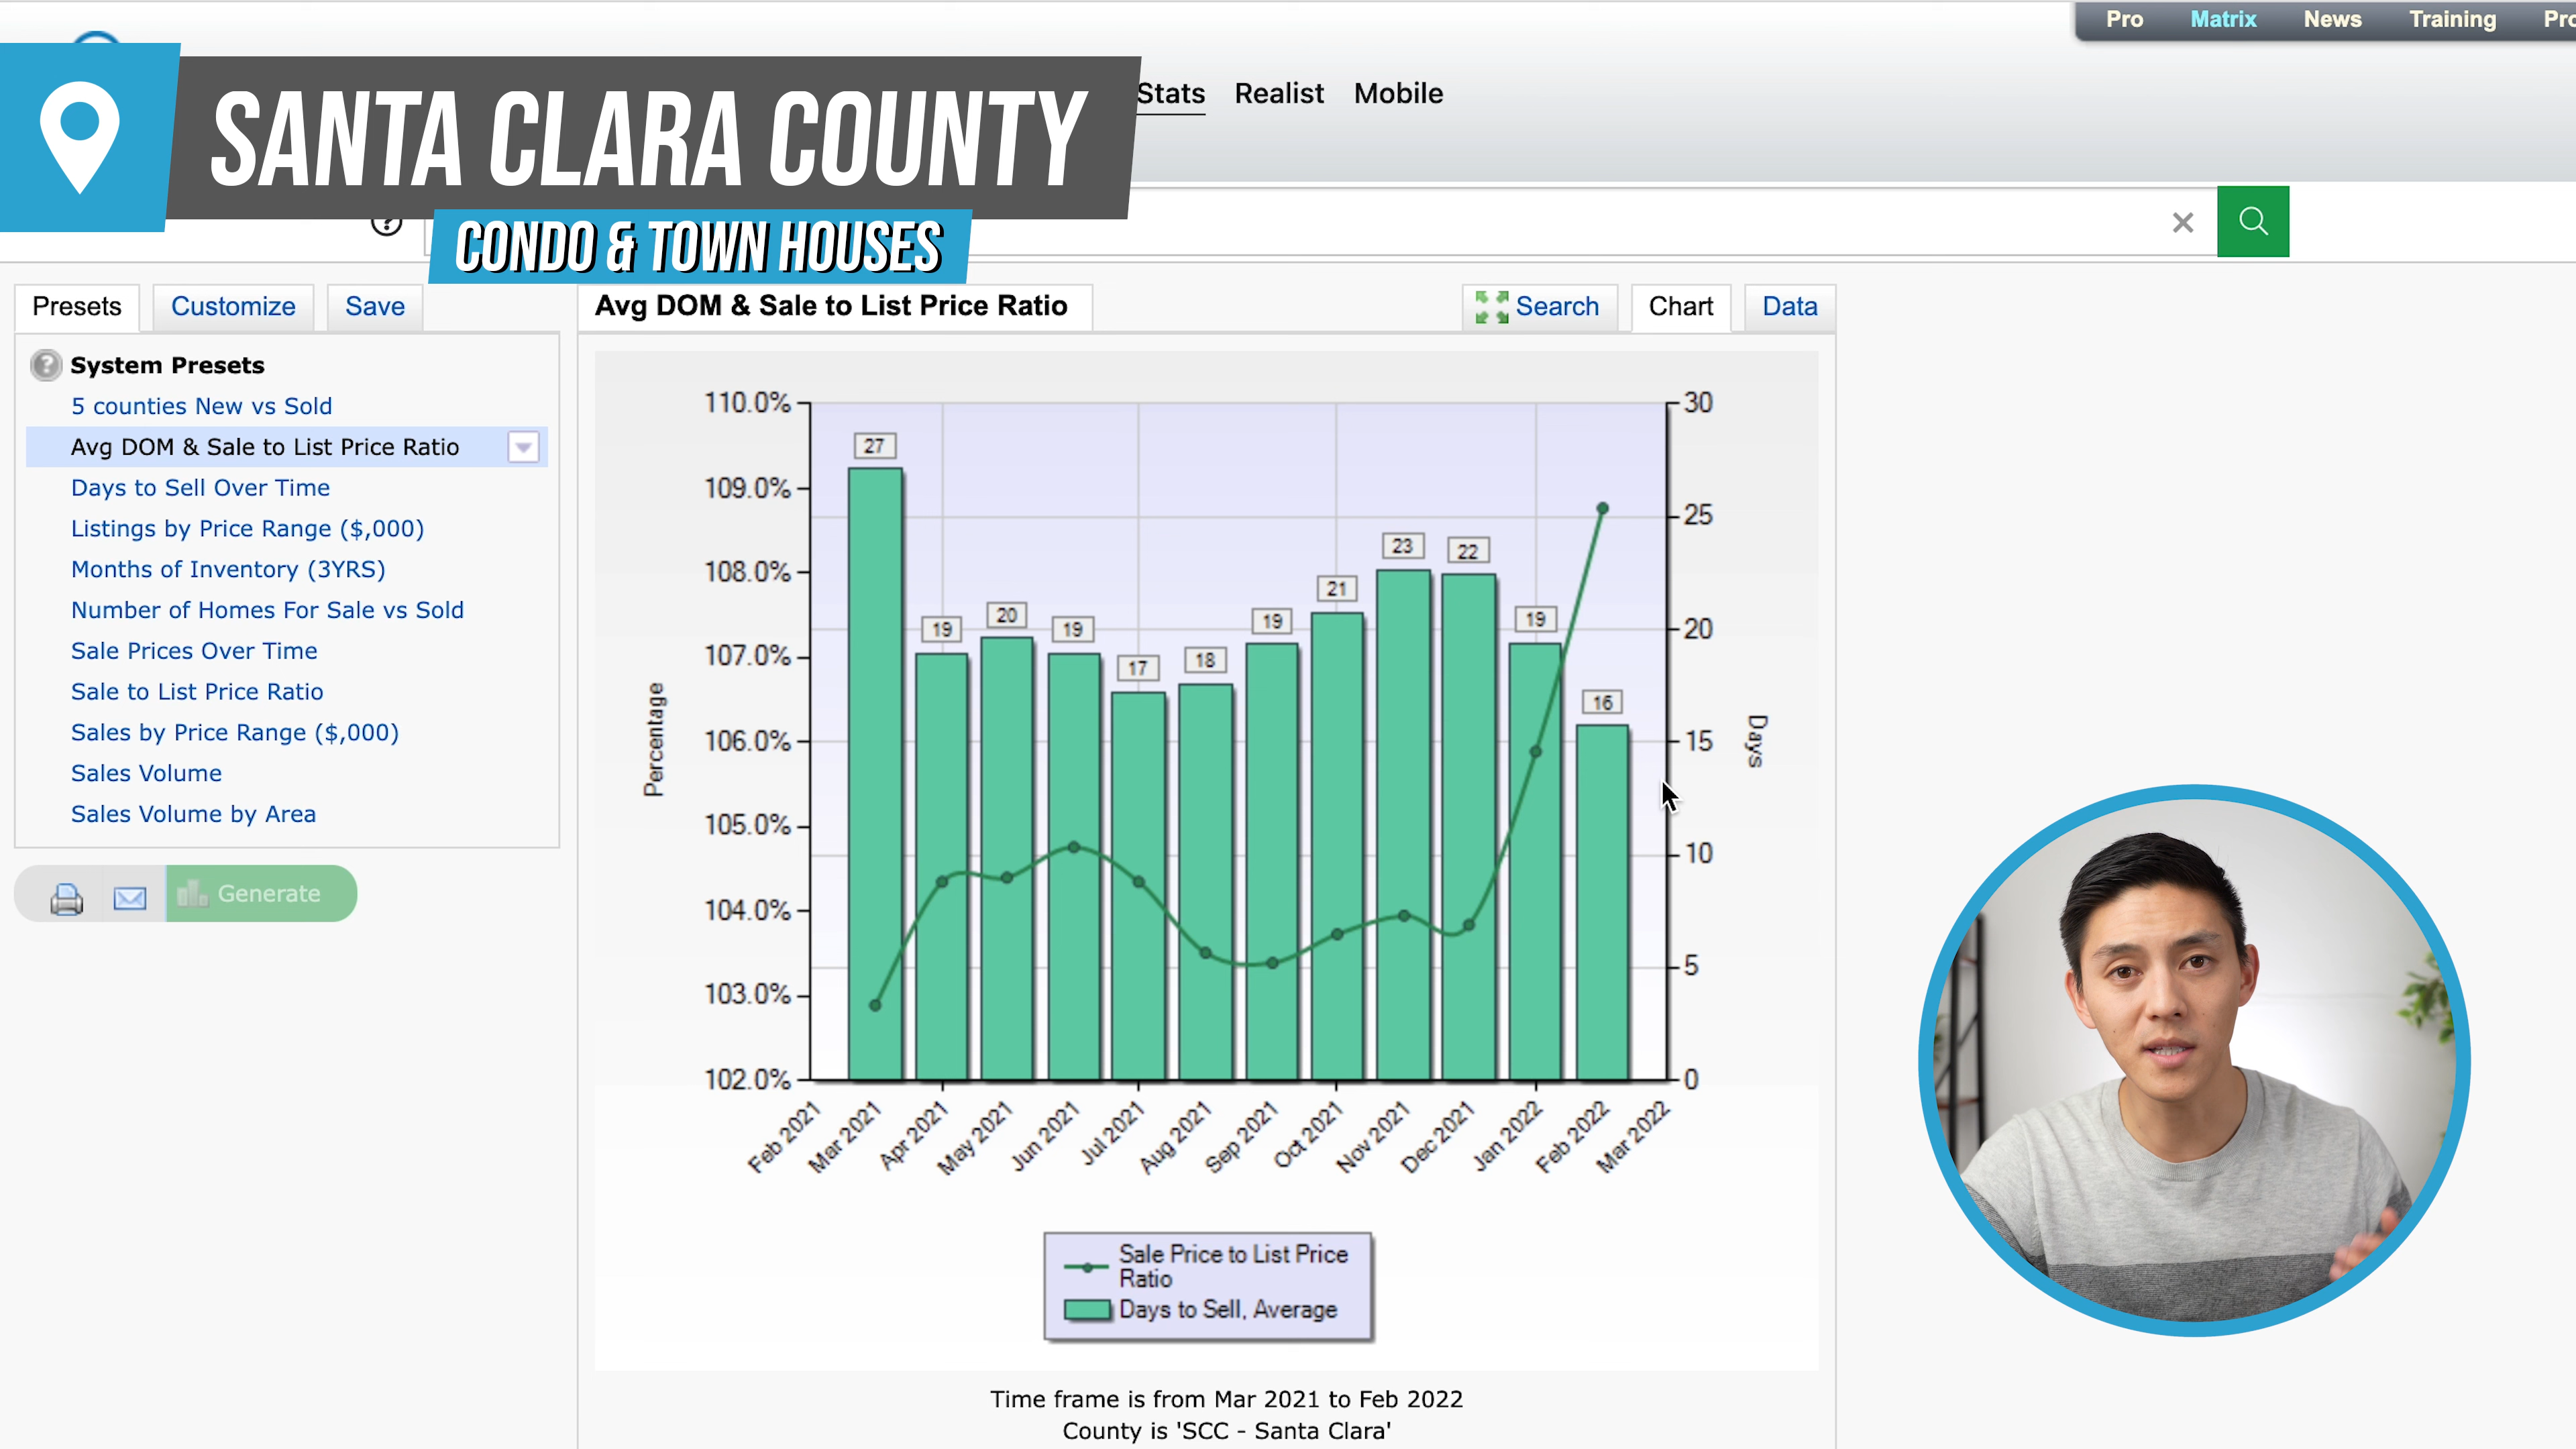 Pro Matrix News Training Pro
SANTA CLARA COUNTY
Stats Realist Mobile
CONDO & TOWN HOUSES
Presets Customize Save
Avg DOM & Sale to List Price Ratio
Search Chart Data
System Presets
5 counties New vs Sold
Avg DOM & Sale to List Price Ratio
Days to Sell Over Time
Listings by Price Range ($,000)
Months of Inventory (3YRS)
Number of Homes For Sale vs Sold
Sale Prices Over Time
Sale to List Price Ratio
Sales by Price Range ($,000)
Sales Volume
Sales Volume by Area
Generate
Percentage
110.0%
109.0%
108.0%
107.0%
106.0%
105.0%
104.0%
103.0%
102.0%
27 19 20 19 17 18 19 21 23 22 19 16
30
25
20
15
10
5
0
Days
Feb 2021 Mar 2021 Apr 2021 May 2021 Jun 2021 Jul 2021 Aug 2021 Sep 2021 Oct 2021 Nov 2021 Dec 2021 Jan 2022 Feb 2022 Mar 2022
Sale Price to List Price
Ratio
Days to Sell, Average
Time frame is from Mar 2021 to Feb 2022
County is 'SCC - Santa Clara'